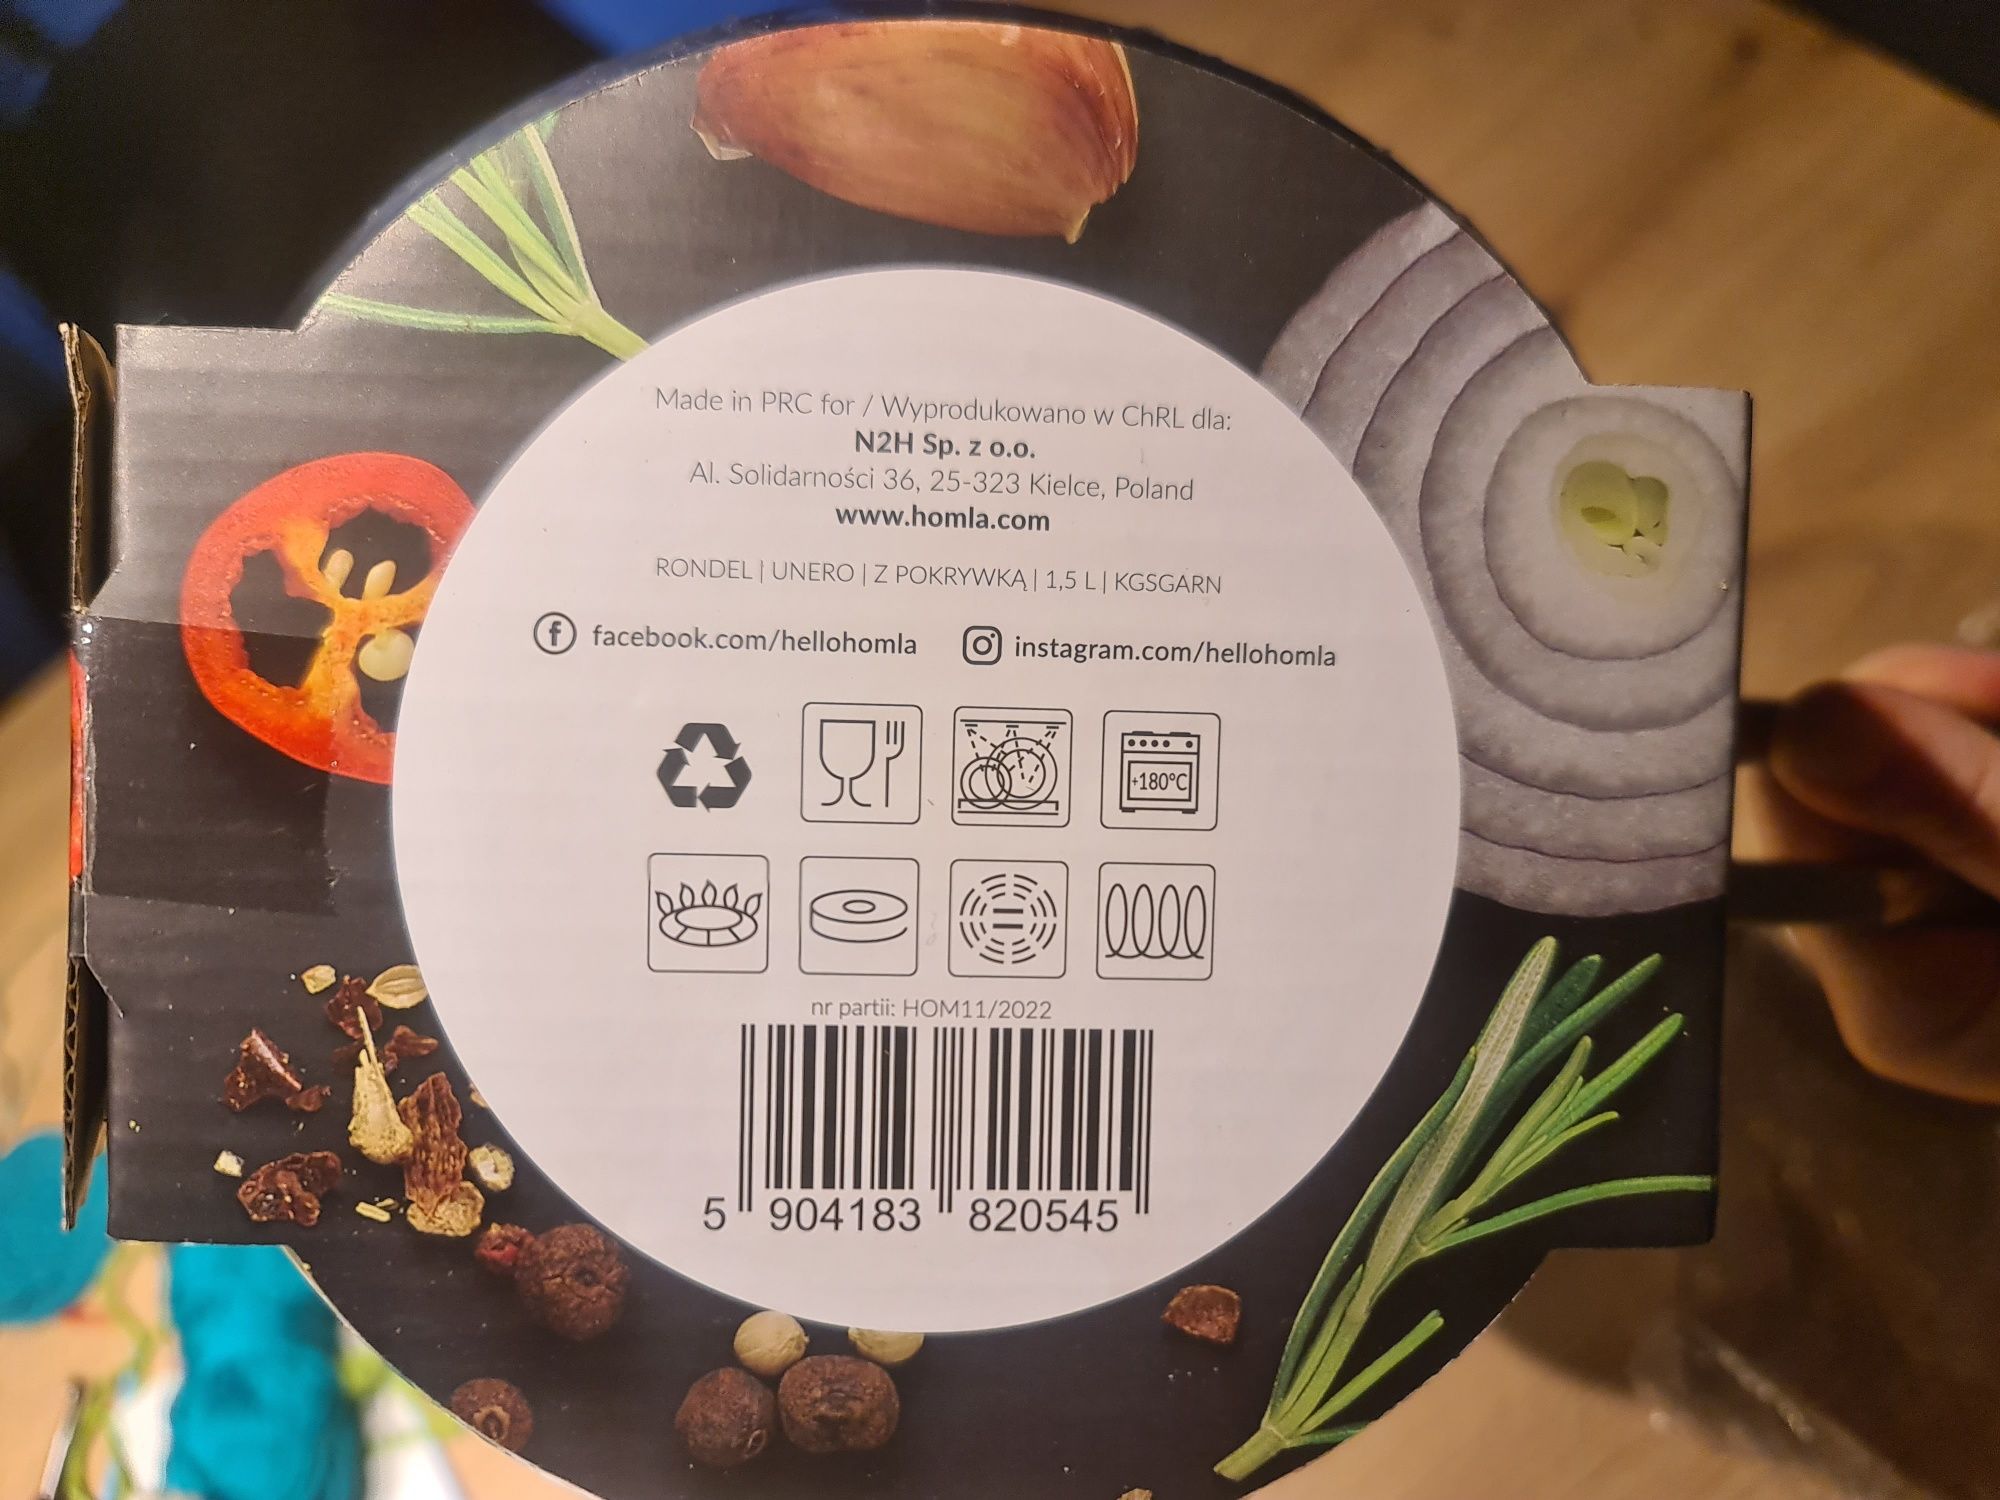 Made in PRC for / Wyprodukowano w ChRL dla:
N2H Sp. z o.o.
Al. Solidarności 36, 25-323 Kielce, Poland
www.homla.com
RONDEL | UNERO | Z POKRYWKĄ | 1,5 L | KGSGARN
facebook.com/hellohomla instagram.com/hellohomla
+180°C
nr partii: HOM11/2022
5 904183 820545